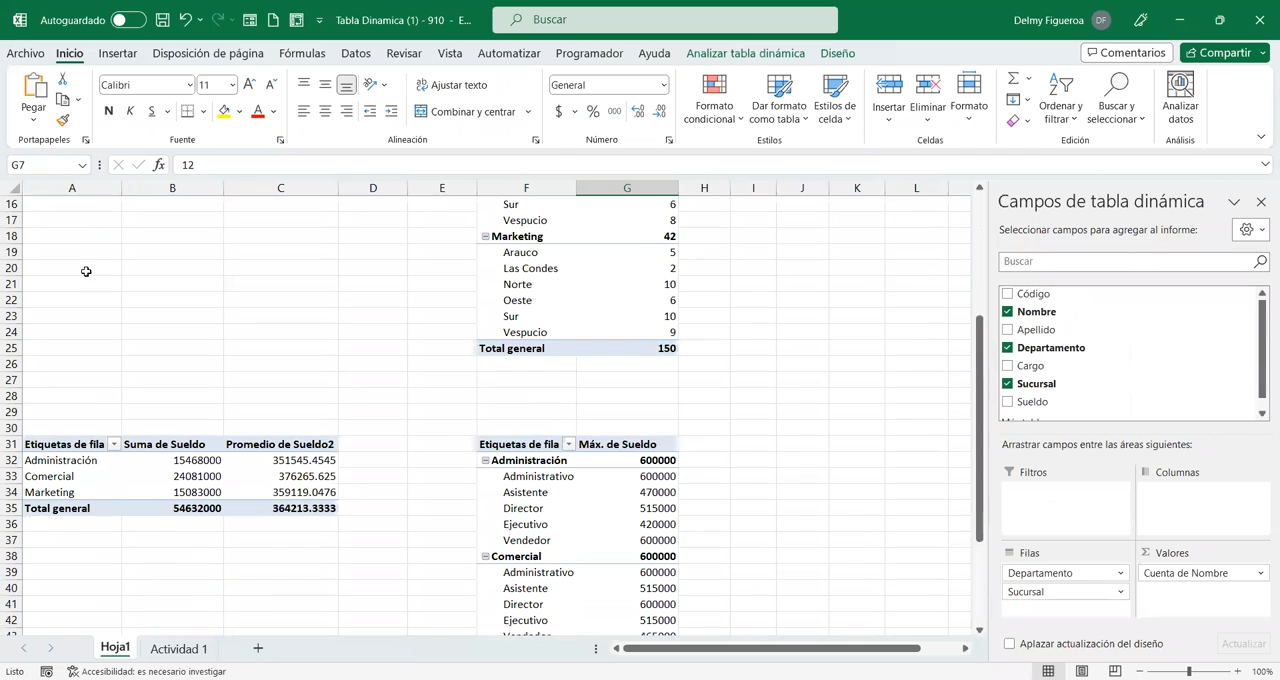 Autoguardado
Tabla Dinamica (1) - 910 - E...
Buscar
Delmy Figueroa DF
Archivo Inicio Insertar Disposición de página Fórmulas Datos Revisar Vista Automatizar Programador Ayuda Analizar tabla dinámica Diseño Comentarios Compartir
Pegar
Portapapeles
Calibri 11
N K S
Fuente
Ajustar texto
Combinar y centrar
Alineación
General
$ % 000
Número
Formato condicional
Dar formato como tabla
Estilos de celda
Estilos
Insertar Eliminar Formato
Celdas
Ordenar y filtrar
Buscar y seleccionar
Edición
Analizar datos
Análisis
G7 fx 12
A B C D E F G H I J K L
16 Sur 6
17 Vespucio 8
18 Marketing 42
19 Arauco 5
20 Las Condes 2
21 Norte 10
22 Oeste 6
23 Sur 10
24 Vespucio 9
25 Total general 150
26
27
28
29
30
31 Etiquetas de fila Suma de Sueldo Promedio de Sueldo2 Etiquetas de fila Máx. de Sueldo
32 Administración 15468000 351545.4545 Administración 600000
33 Comercial 24081000 376265.625 Administrativo 600000
34 Marketing 15083000 359119.0476 Asistente 470000
35 Total general 54632000 364213.3333 Director 515000
36 Ejecutivo 420000
37 Vendedor 600000
38 Comercial 600000
39 Administrativo 600000
40 Asistente 515000
41 Director 600000
42 Ejecutivo 515000
Campos de tabla dinámica
Seleccionar campos para agregar al informe:
Buscar
Código
Nombre
Apellido
Departamento
Cargo
Sucursal
Sueldo
Arrastrar campos entre las áreas siguientes:
Filtros
Columnas
Filas
Valores
Departamento
Cuenta de Nombre
Sucursal
Aplazar actualización del diseño
Actualizar
Hoja1 Actividad 1
Listo
Accesibilidad: es necesario investigar
100%